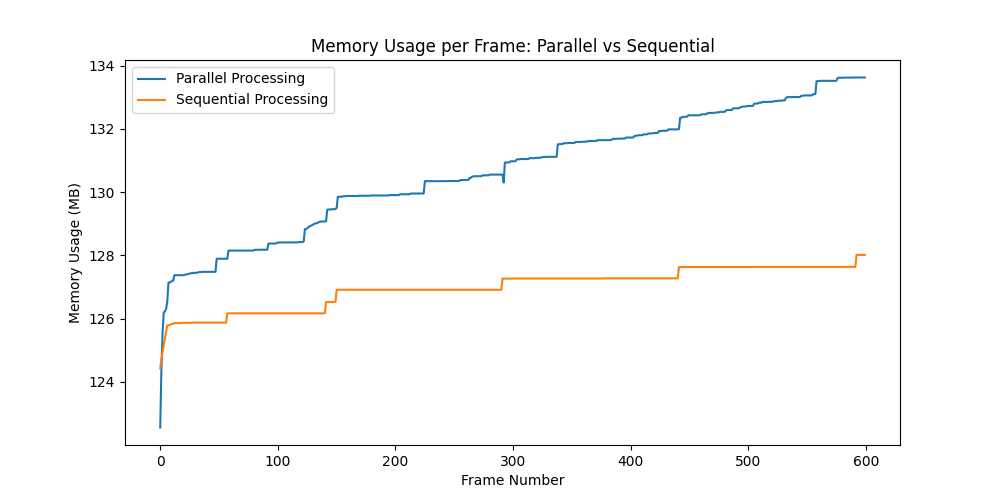 Memory Usage per Frame: Parallel vs Sequential
Parallel Processing
Sequential Processing
Memory Usage (MB)
134
132
130
128
126
124
0 100 200 300 400 500 600
Frame Number